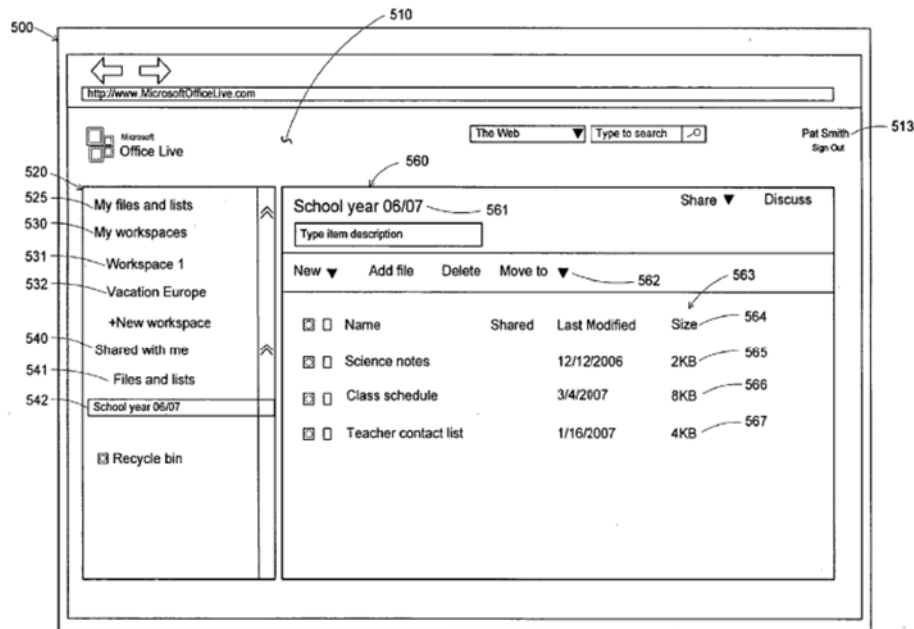 510
500
http://www.MicrosoftOfficeLive.com
Microsoft
Office Live
The Web
Type to search
Pat Smith
513
Sign Out
560
520
525
My files and lists
530
My workspaces
531
Workspace 1
532
Vacation Europe
+New workspace
540
Shared with me
541
Files and lists
542
School year 06/07
Recycle bin
School year 06/07
561
Share ▼ Discuss
Type item description
New ▼ Add file Delete Move to ▼
562
563
Name Shared Last Modified Size 564
Science notes 12/12/2006 2KB 565
Class schedule 3/4/2007 8KB 566
Teacher contact list 1/16/2007 4KB 567